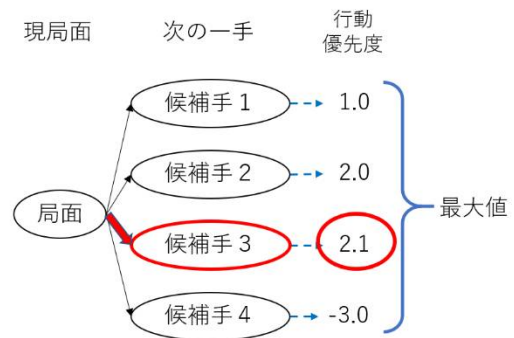 現局面
次の一手
行動
優先度
候補手1
1.0
候補手2
2.0
局面
最大値
候補手3
2.1
候補手4
-3.0